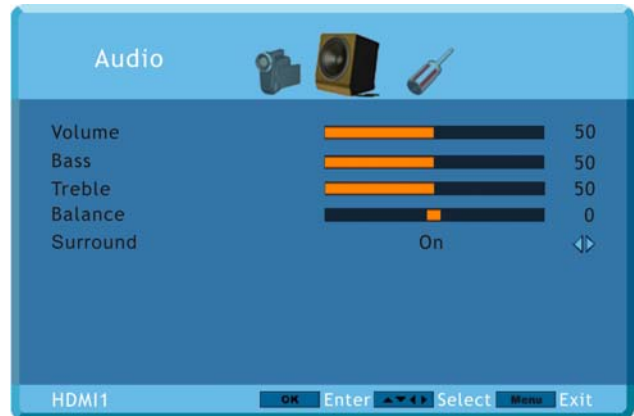 Audio
Volume 50
Bass 50
Treble 50
Balance 0
Surround On
HDMI1 OK Enter Select Menu Exit